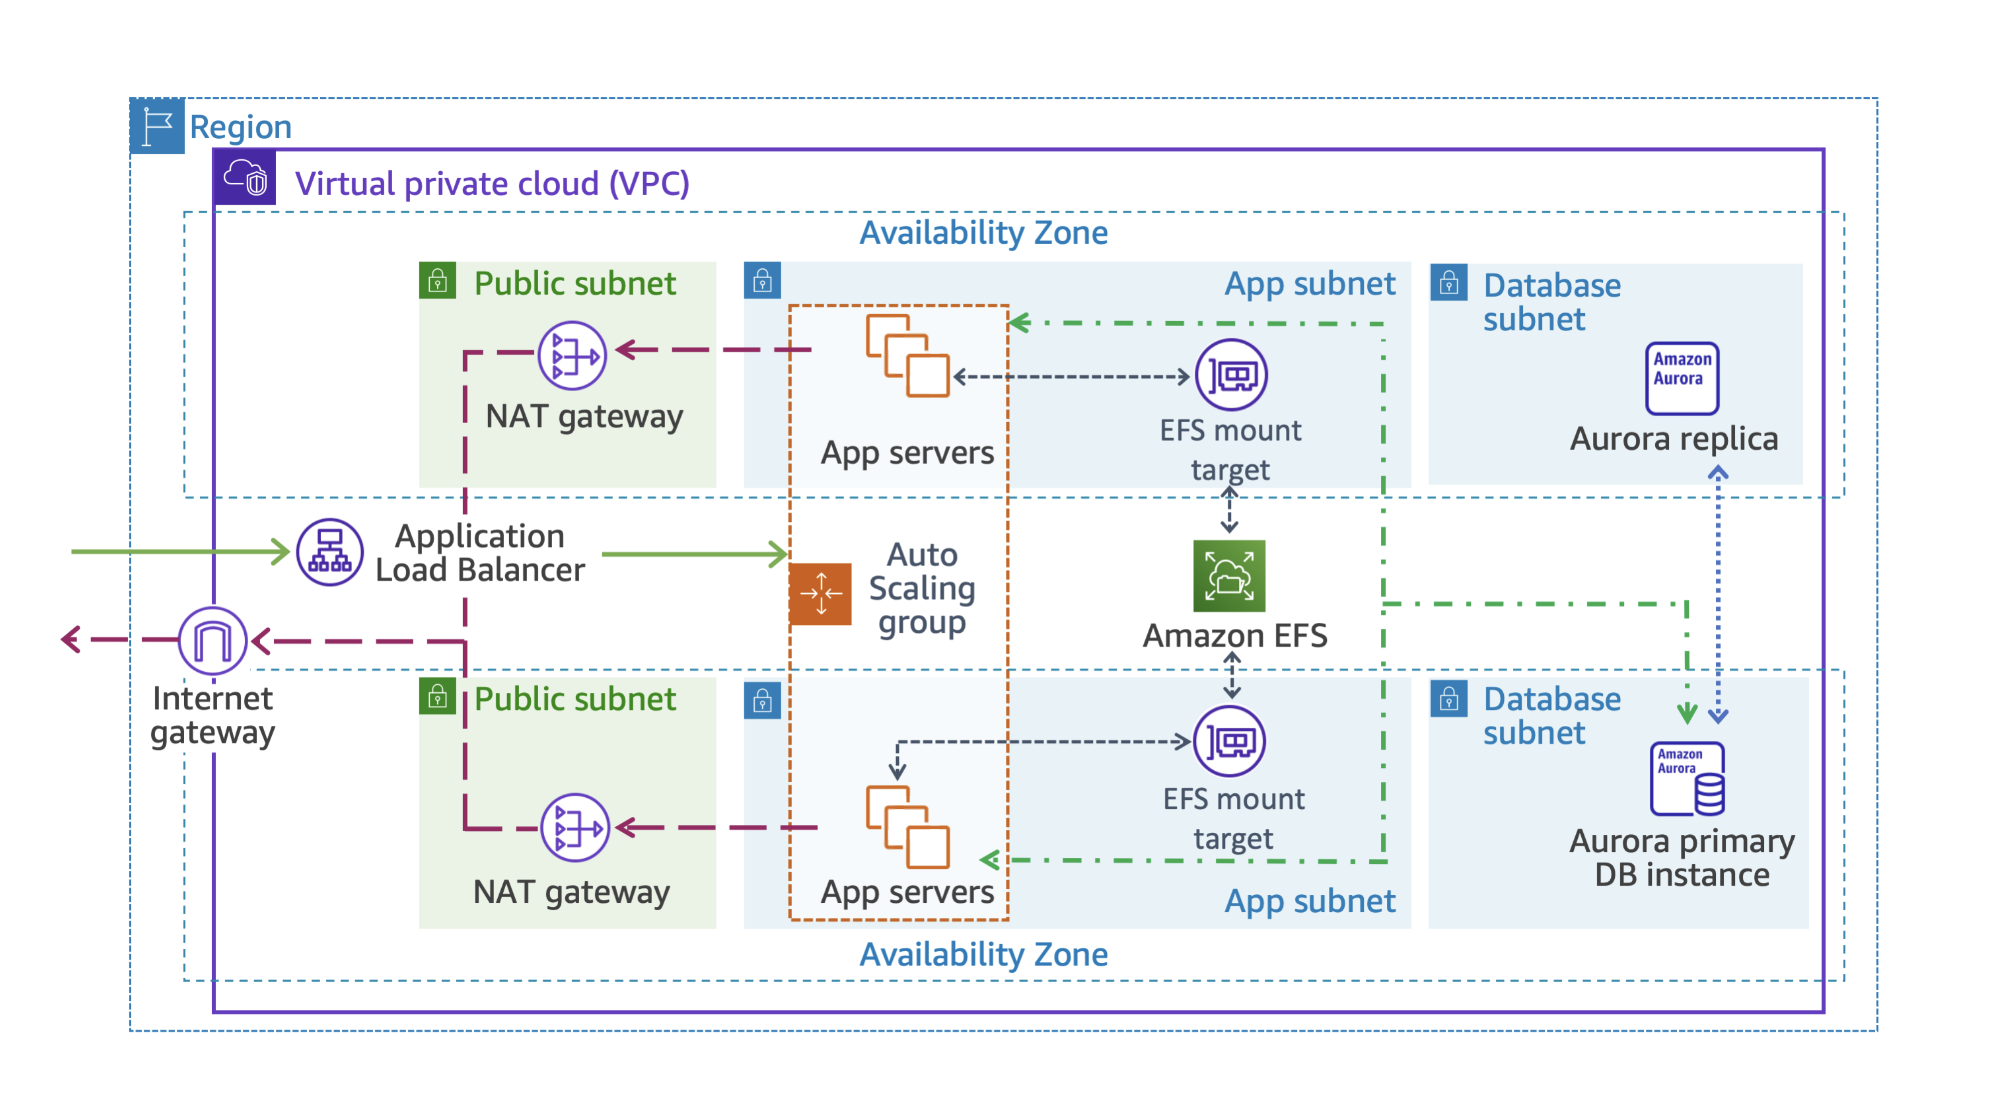 Region
Virtual private cloud (VPC)
Availability Zone
Public subnet
NAT gateway
App subnet
App servers
EFS mount
target
Database
subnet
Amazon
Aurora
Aurora replica
Application
Load Balancer
Auto
Scaling
group
Amazon EFS
Internet
gateway
Public subnet
NAT gateway
App servers
EFS mount
target
App subnet
Database
subnet
Amazon
Aurora
Aurora primary
DB instance
Availability Zone